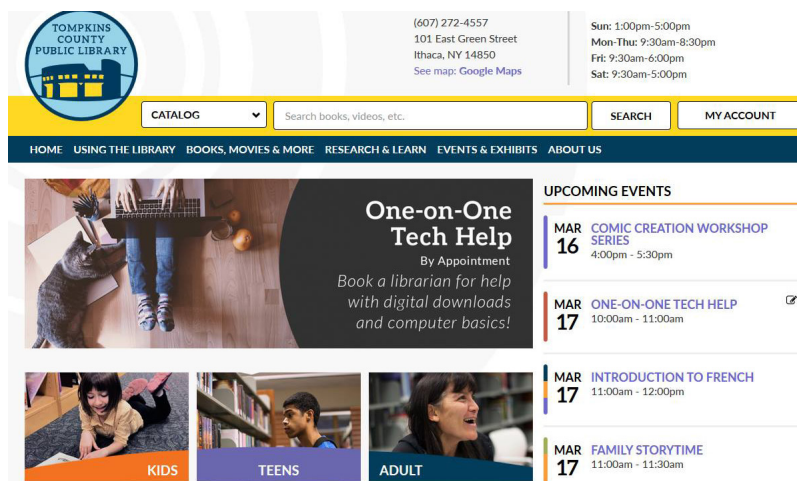 TOMPKINS
COUNTY
PUBLIC LIBRARY
(607) 272-4557
101 East Green Street
Ithaca, NY 14850
See map: Google Maps
Sun: 1:00pm-5:00pm
Mon-Thu: 9:30am-8:30pm
Fri: 9:30am-6:00pm
Sat: 9:30am-5:00pm
CATALOG
Search books, videos, etc.
SEARCH
MY ACCOUNT
HOME USING THE LIBRARY BOOKS, MOVIES & MORE RESEARCH & LEARN EVENTS & EXHIBITS ABOUT US
One-on-One
Tech Help
By Appointment
Book a librarian for help
with digital downloads
and computer basics!
KIDS
TEENS
ADULT
UPCOMING EVENTS
MAR
16
COMIC CREATION WORKSHOP
SERIES
4:00pm - 5:30pm
MAR
17
ONE-ON-ONE TECH HELP
10:00am - 11:00am
MAR
17
INTRODUCTION TO FRENCH
11:00am - 12:00pm
MAR
17
FAMILY STORYTIME
11:00am - 11:30am